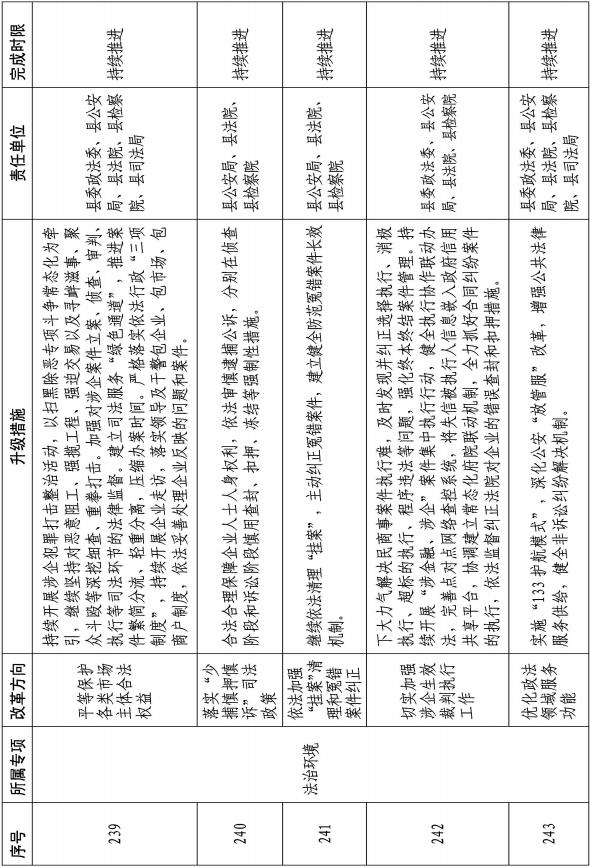 序号
所属专项
改革方向
升级措施
责任单位
完成时限
239
法治环境
平等保护
各类市场
主体合法
权益
持续开展涉企犯罪打击整治活动，以扫黑除恶专项斗争常态化为牵
引，继续坚持对恶意阻工、强揽工程、强迫交易以及寻衅滋事、聚
众斗殴等深挖细查、重拳打击。加强对涉企案件立案、侦查、审判、
执行等司法环节的法律监督。建立司法服务“绿色通道”，推进案
件繁简分流、轻重分离，压缩办案时间。严格落实依法行政“三项
制度”，持续开展企业走访，落实领导及干警包企业、包市场、包
商户制度，依法妥善处理企业反映的问题和案件。
县委政法委、县公安
局、县法院、县检察
院、县司法局
持续推进
240
落实“少
捕慎押慎
诉”司法
政策
合法合理保障企业人士人身权利，依法审慎逮捕公诉，分别在侦查
阶段和诉讼阶段慎用查封、扣押、冻结等强制性措施。
县公安局、县法院、
县检察院
持续推进
241
依法加强
“挂案”清
理和冤错
案件纠正
继续依法清理“挂案”，主动纠正冤错案件，建立健全防范冤错案件长效
机制。
县公安局、县法院、
县检察院
持续推进
242
切实加强
涉企生效
裁判执行
工作
下大力气解决民商事案件执行难，及时发现并纠正选择执行、消极
执行、超标的执行、程序违法等问题，强化终本终结案件管理。持
续开展“涉金融、涉企”案件集中执行行动，健全执行协作联动办
法，完善点对点网络查控系统，将失信被执行人信息嵌入政府信用
共享平台，协调建立常态化府院联动机制，全力抓好合同纠纷案件
的执行，依法监督纠正法院对企业的错误查封和扣押措施。
县委政法委、县公安
局、县法院、县检察院
持续推进
243
优化政法
领域服务
功能
实施“133护航模式”，深化公安“放管服”改革，增强公共法律
服务供给，健全非诉讼纠纷解决机制。
县委政法委、县公安
局、县法院、县检察
院、县司法局
持续推进